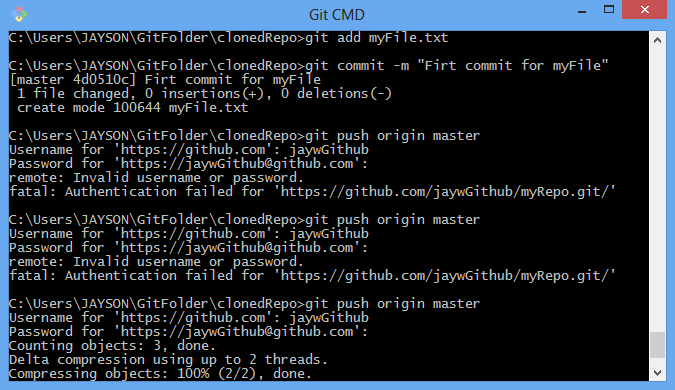 Git CMD
C:\Users\JAYSON\GitFolder\clonedRepo>git add myFile.txt
C:\Users\JAYSON\GitFolder\clonedRepo>git commit -m "Firt commit for myFile"
[master 4d0510c] Firt commit for myFile
1 file changed, 0 insertions(+), 0 deletions(-)
create mode 100644 myFile.txt
C:\Users\JAYSON\GitFolder\clonedRepo>git push origin master
Username for 'https://github.com': jaywGithub
Password for 'https://jaywGithub@github.com':
remote: Invalid username or password.
fatal: Authentication failed for 'https://github.com/jaywGithub/myRepo.git/'
C:\Users\JAYSON\GitFolder\clonedRepo>git push origin master
Username for 'https://github.com': jaywGithub
Password for 'https://jaywGithub@github.com':
remote: Invalid username or password.
fatal: Authentication failed for 'https://github.com/jaywGithub/myRepo.git/'
C:\Users\JAYSON\GitFolder\clonedRepo>git push origin master
Username for 'https://github.com': jaywGithub
Password for 'https://jaywGithub@github.com':
Counting objects: 3, done.
Delta compression using up to 2 threads.
Compressing objects: 100% (2/2), done.